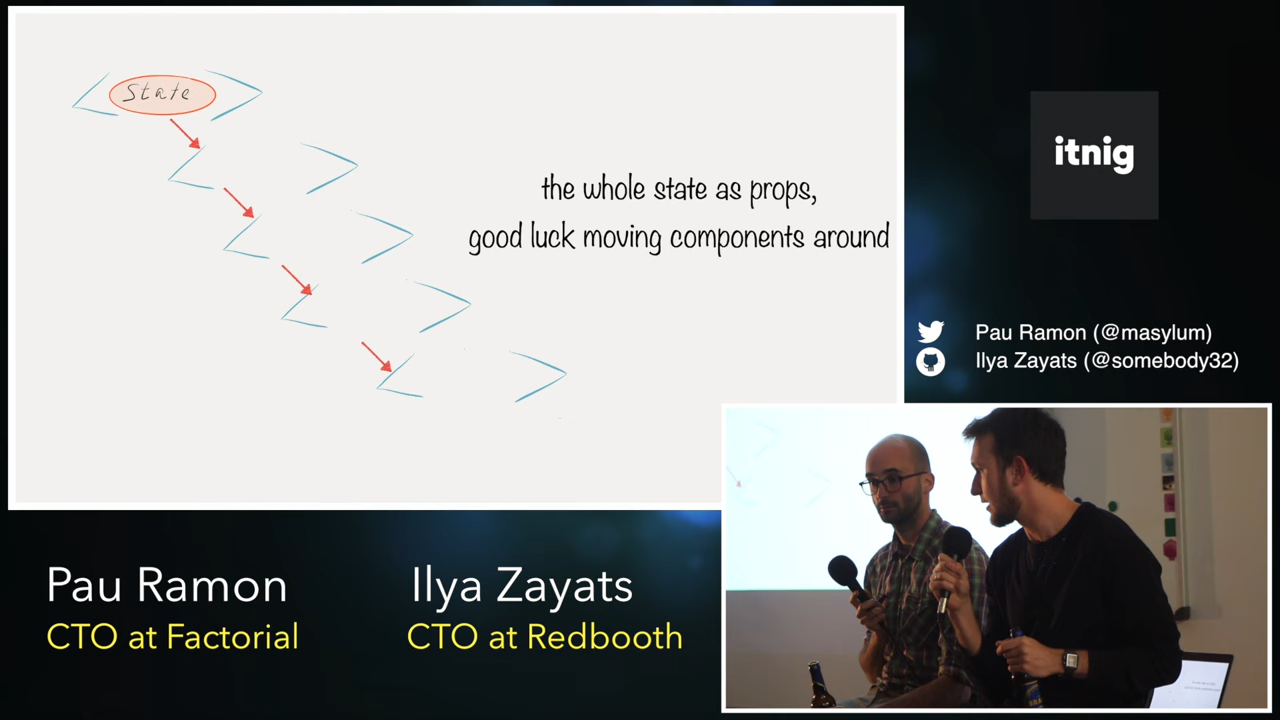 State
the whole state as props,
good luck moving components around
itnig
Pau Ramon (@masylum)
Ilya Zayats (@somebody32)
Pau Ramon
CTO at Factorial
Ilya Zayats
CTO at Redbooth